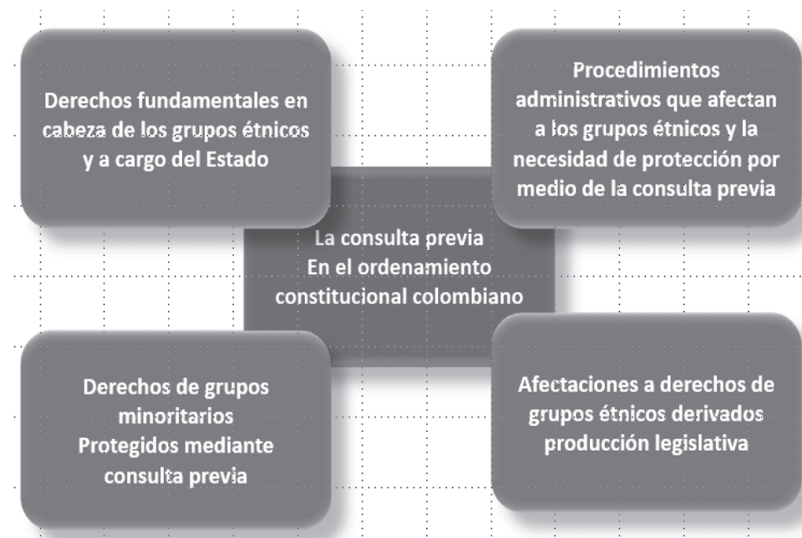 Derechos fundamentales en
cabeza de los grupos étnicos
y a cargo del Estado
Procedimientos
administrativos que afectan
a los grupos étnicos y la
necesidad de protección por
medio de la consulta previa
La consulta previa
En el ordenamiento
constitucional colombiano
Derechos de grupos
minoritarios
Protegidos mediante
consulta previa
Afectaciones a derechos de
grupos étnicos derivados
producción legislativa